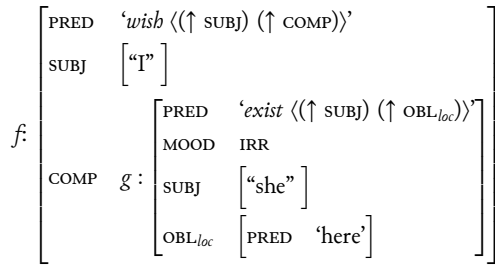 PRED ‘wish ⟨(↑ SUBJ) (↑ COMP)⟩’
SUBJ [“I” ]
f:
PRED ‘exist ⟨(↑ SUBJ) (↑ OBLloc)⟩’
MOOD IRR
COMP g :
SUBJ [“she” ]
OBLloc [PRED ‘here’]